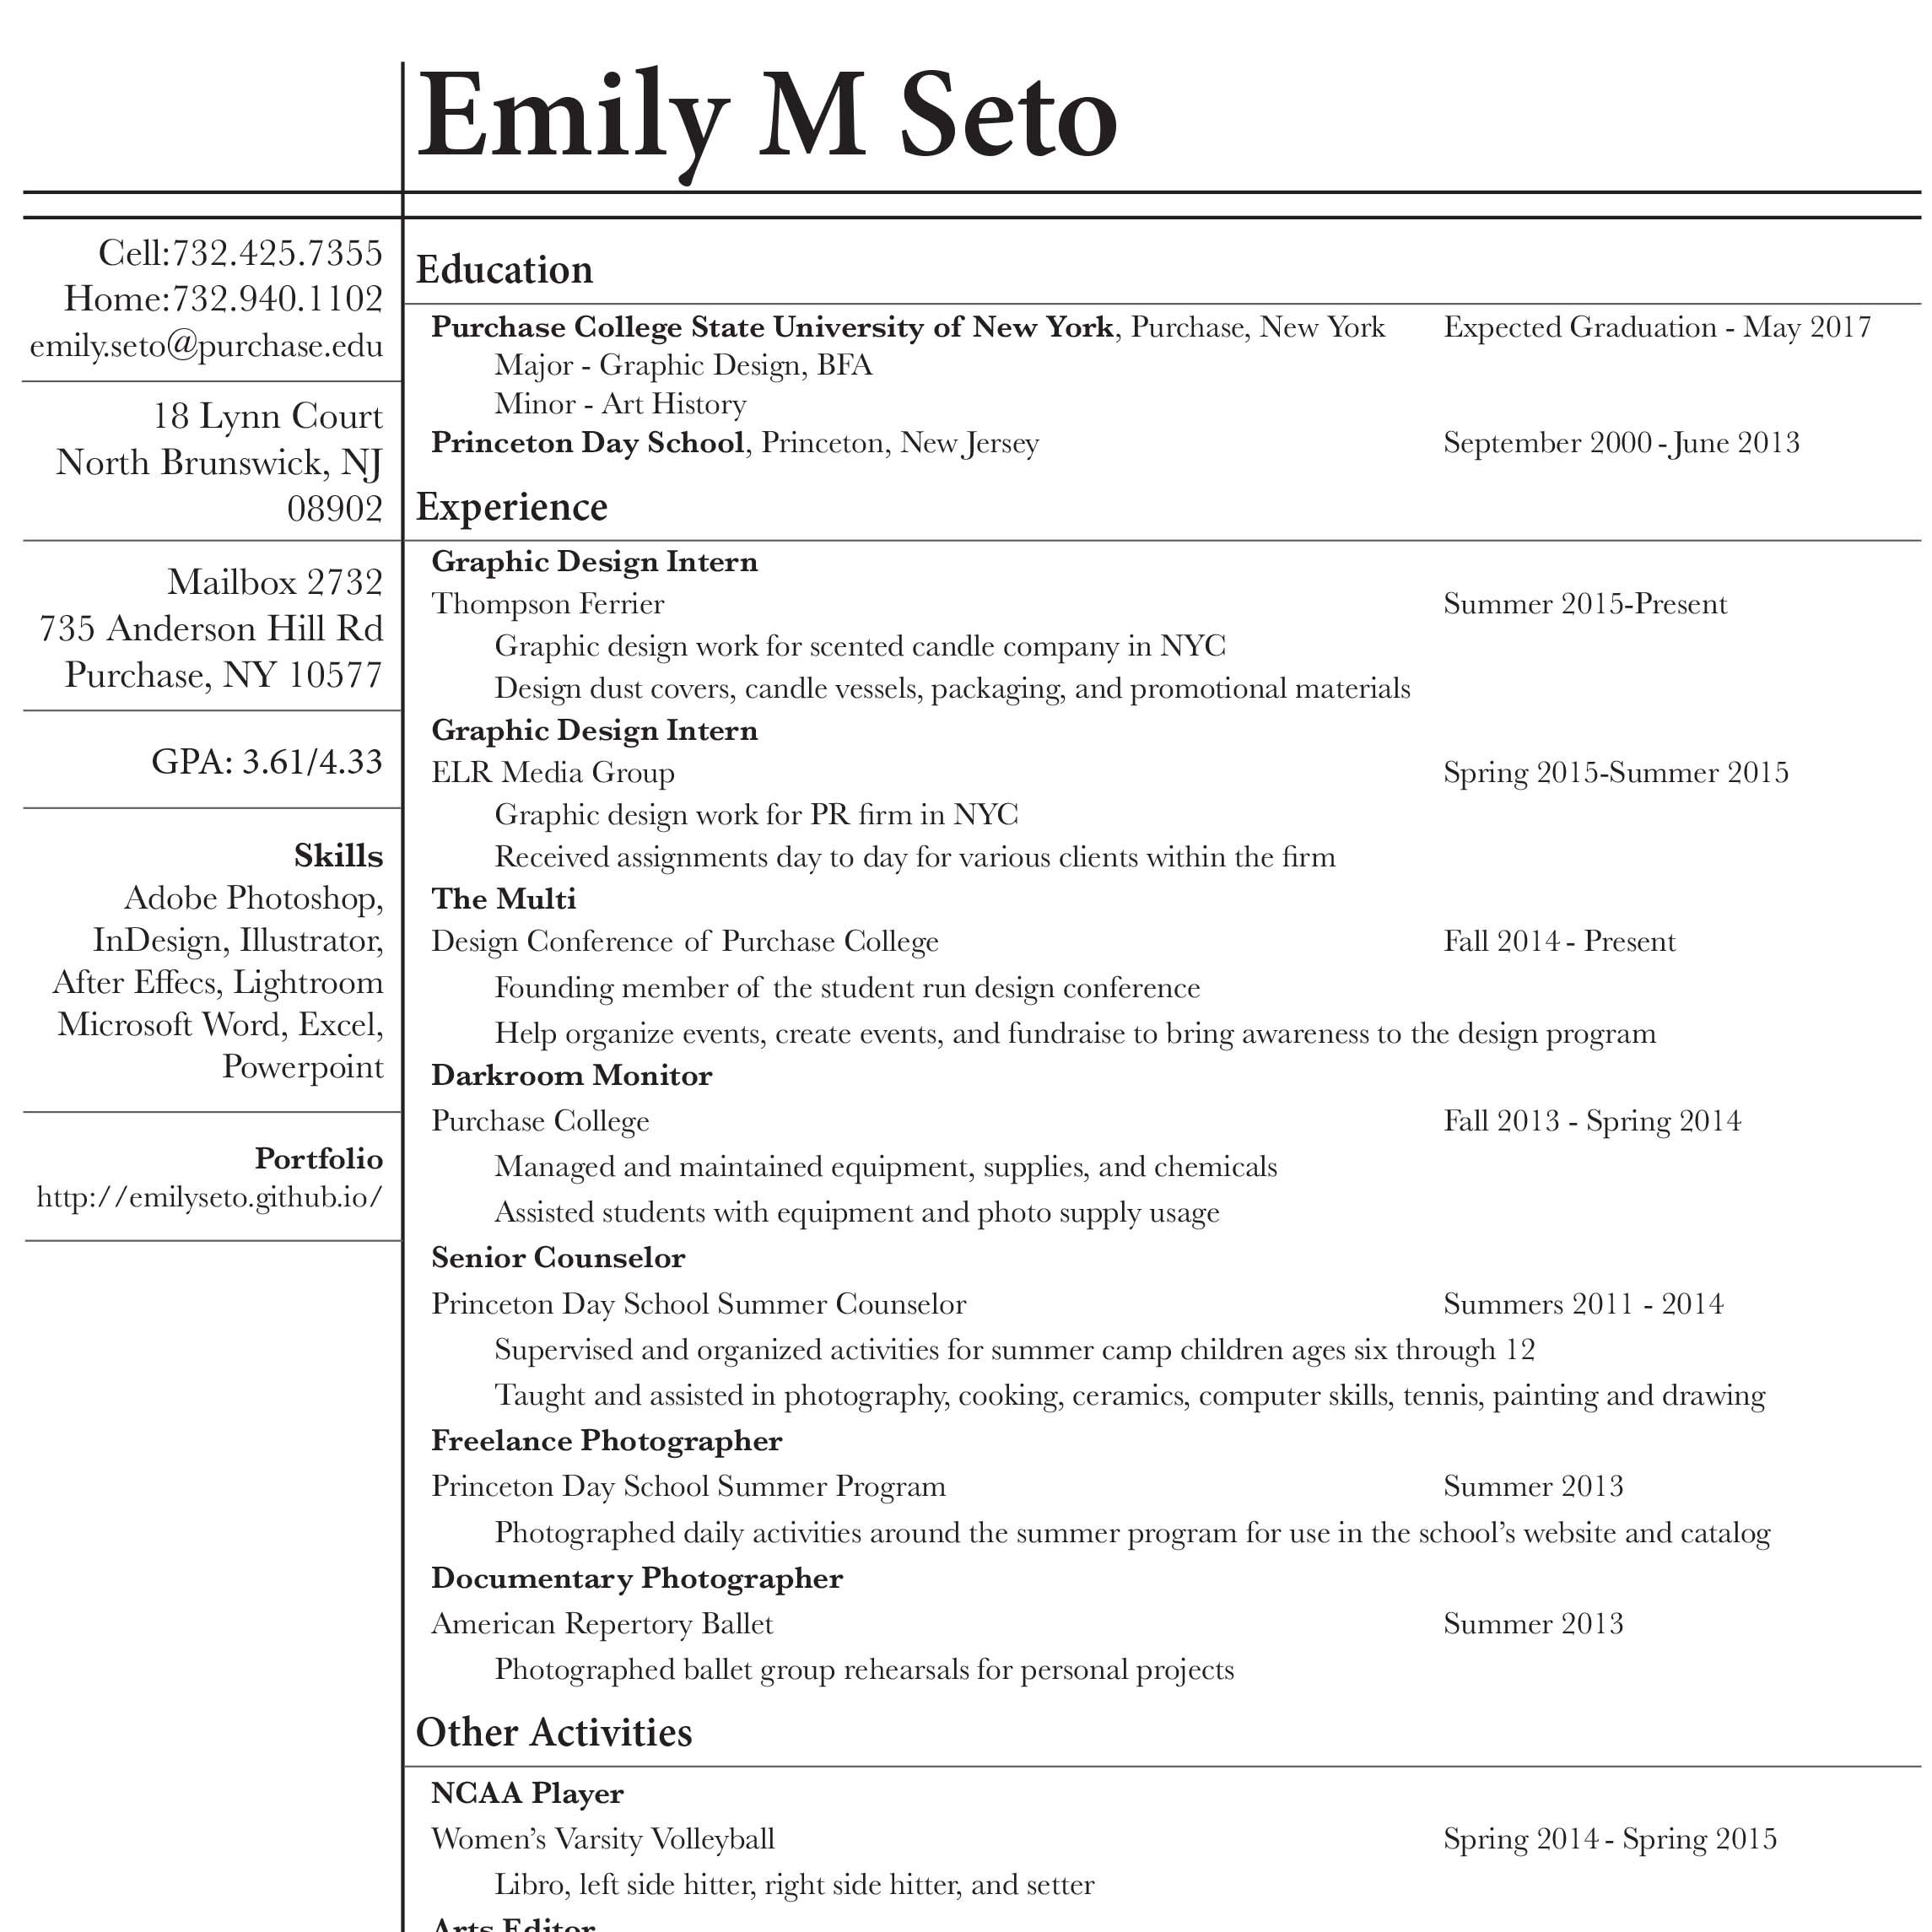 Emily M Seto
Cell:732.425.7355
Home:732.940.1102
emily.seto@purchase.edu
18 Lynn Court
North Brunswick, NJ
08902
Mailbox 2732
735 Anderson Hill Rd
Purchase, NY 10577
GPA: 3.61/4.33
Skills
Adobe Photoshop,
InDesign, Illustrator,
After Effecs, Lightroom
Microsoft Word, Excel,
Powerpoint
Portfolio
http://emilyseto.github.io/
Education
Purchase College State University of New York, Purchase, New York Expected Graduation - May 2017
Major - Graphic Design, BFA
Minor - Art History
Princeton Day School, Princeton, New Jersey September 2000 - June 2013
Experience
Graphic Design Intern
Thompson Ferrier Summer 2015-Present
Graphic design work for scented candle company in NYC
Design dust covers, candle vessels, packaging, and promotional materials
Graphic Design Intern
ELR Media Group Spring 2015-Summer 2015
Graphic design work for PR firm in NYC
Received assignments day to day for various clients within the firm
The Multi
Design Conference of Purchase College Fall 2014 - Present
Founding member of the student run design conference
Help organize events, create events, and fundraise to bring awareness to the design program
Darkroom Monitor
Purchase College Fall 2013 - Spring 2014
Managed and maintained equipment, supplies, and chemicals
Assisted students with equipment and photo supply usage
Senior Counselor
Princeton Day School Summer Counselor Summers 2011 - 2014
Supervised and organized activities for summer camp children ages six through 12
Taught and assisted in photography, cooking, ceramics, computer skills, tennis, painting and drawing
Freelance Photographer
Princeton Day School Summer Program Summer 2013
Photographed daily activities around the summer program for use in the school's website and catalog
Documentary Photographer
American Repertory Ballet Summer 2013
Photographed ballet group rehearsals for personal projects
Other Activities
NCAA Player
Women's Varsity Volleyball Spring 2014 - Spring 2015
Libro, left side hitter, right side hitter, and setter
Arts Editor